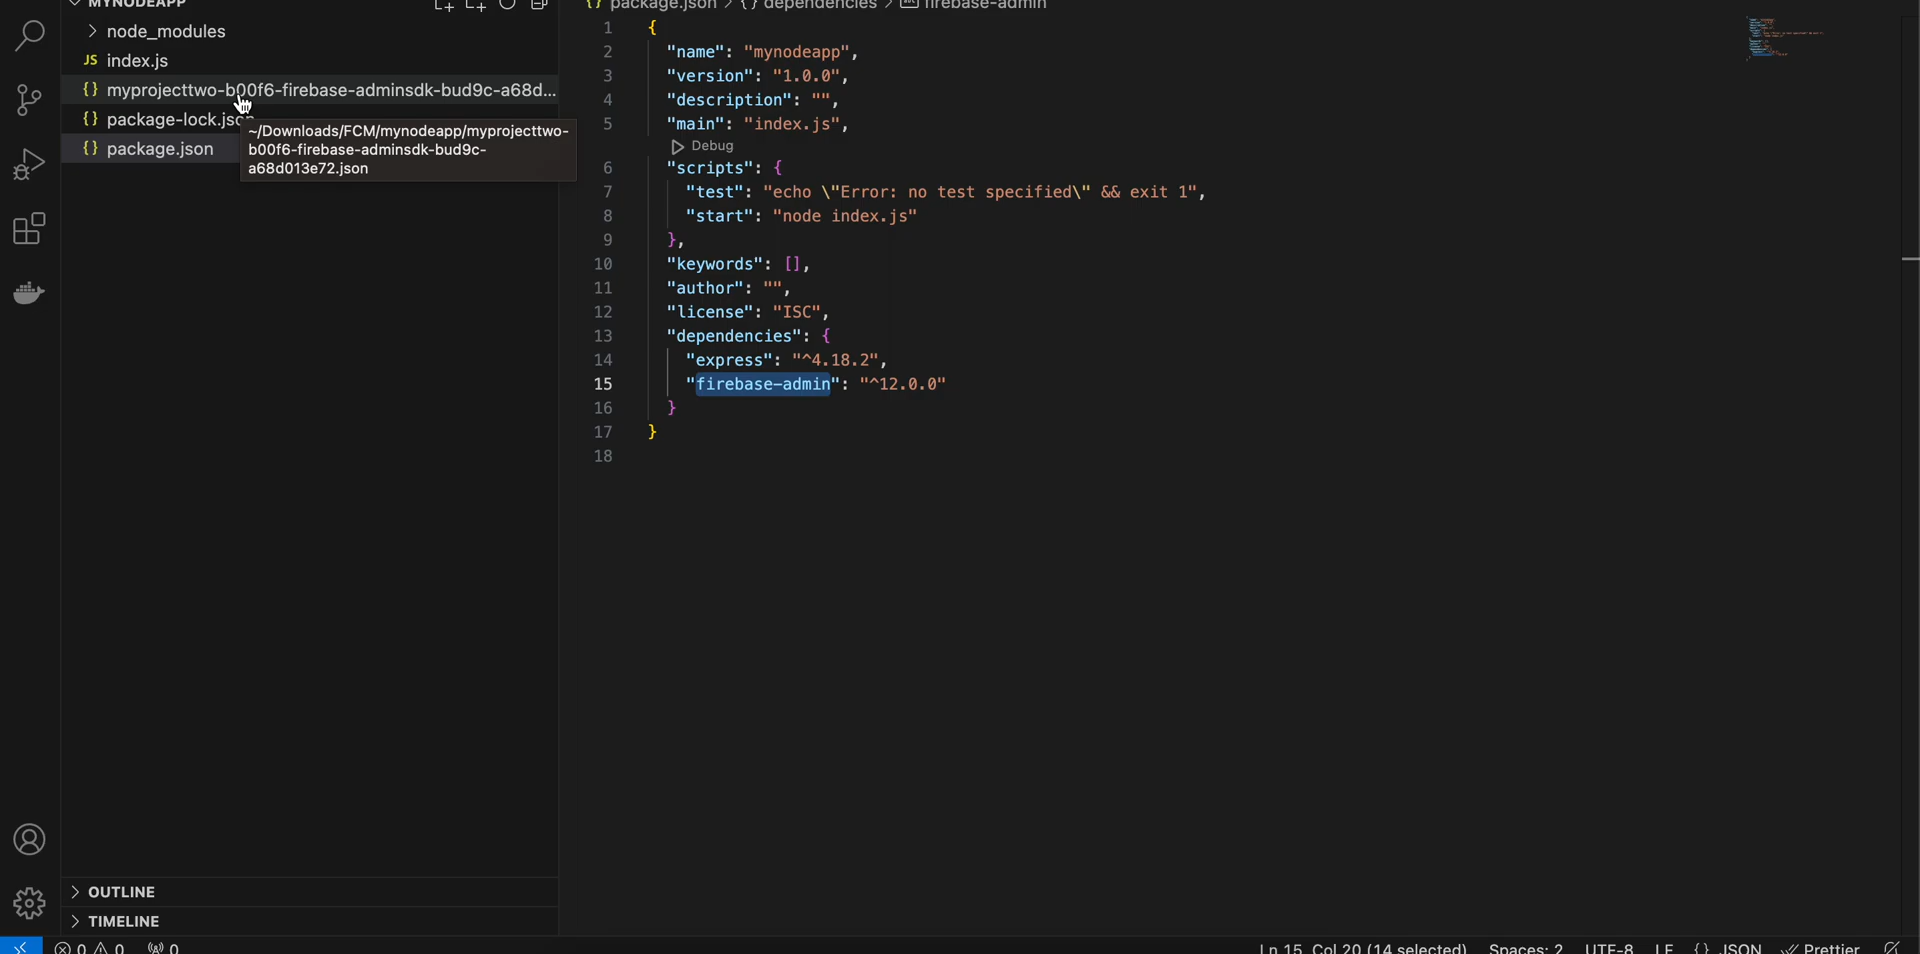 MYNODEAPP
node_modules
JS index.js
{} myprojecttwo-b00f6-firebase-adminsdk-bud9c-a68d...
{} package-lock.json
{} package.json
~/Downloads/FCM/mynodeapp/myprojecttwo-
b00f6-firebase-adminsdk-bud9c-
a68d013e72.json
OUTLINE
TIMELINE
{} package.json > {} dependencies > firebase-admin
1 {
2 "name": "mynodeapp",
3 "version": "1.0.0",
4 "description": "",
5 "main": "index.js",
Debug
6 "scripts": {
7 "test": "echo \"Error: no test specified\" && exit 1",
8 "start": "node index.js"
9 },
10 "keywords": [],
11 "author": "",
12 "license": "ISC",
13 "dependencies": {
14 "express": "^4.18.2",
15 "firebase-admin": "^12.0.0"
16 }
17 }
18
0 0 0
Ln 15, Col 20 (14 selected) Spaces: 2 UTF-8 LF {} JSON Prettier